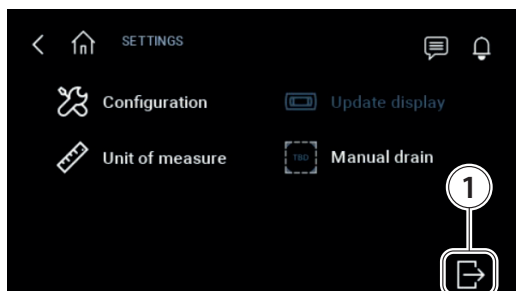 SETTINGS
Configuration
Update display
Unit of measure
TBD
Manual drain
1